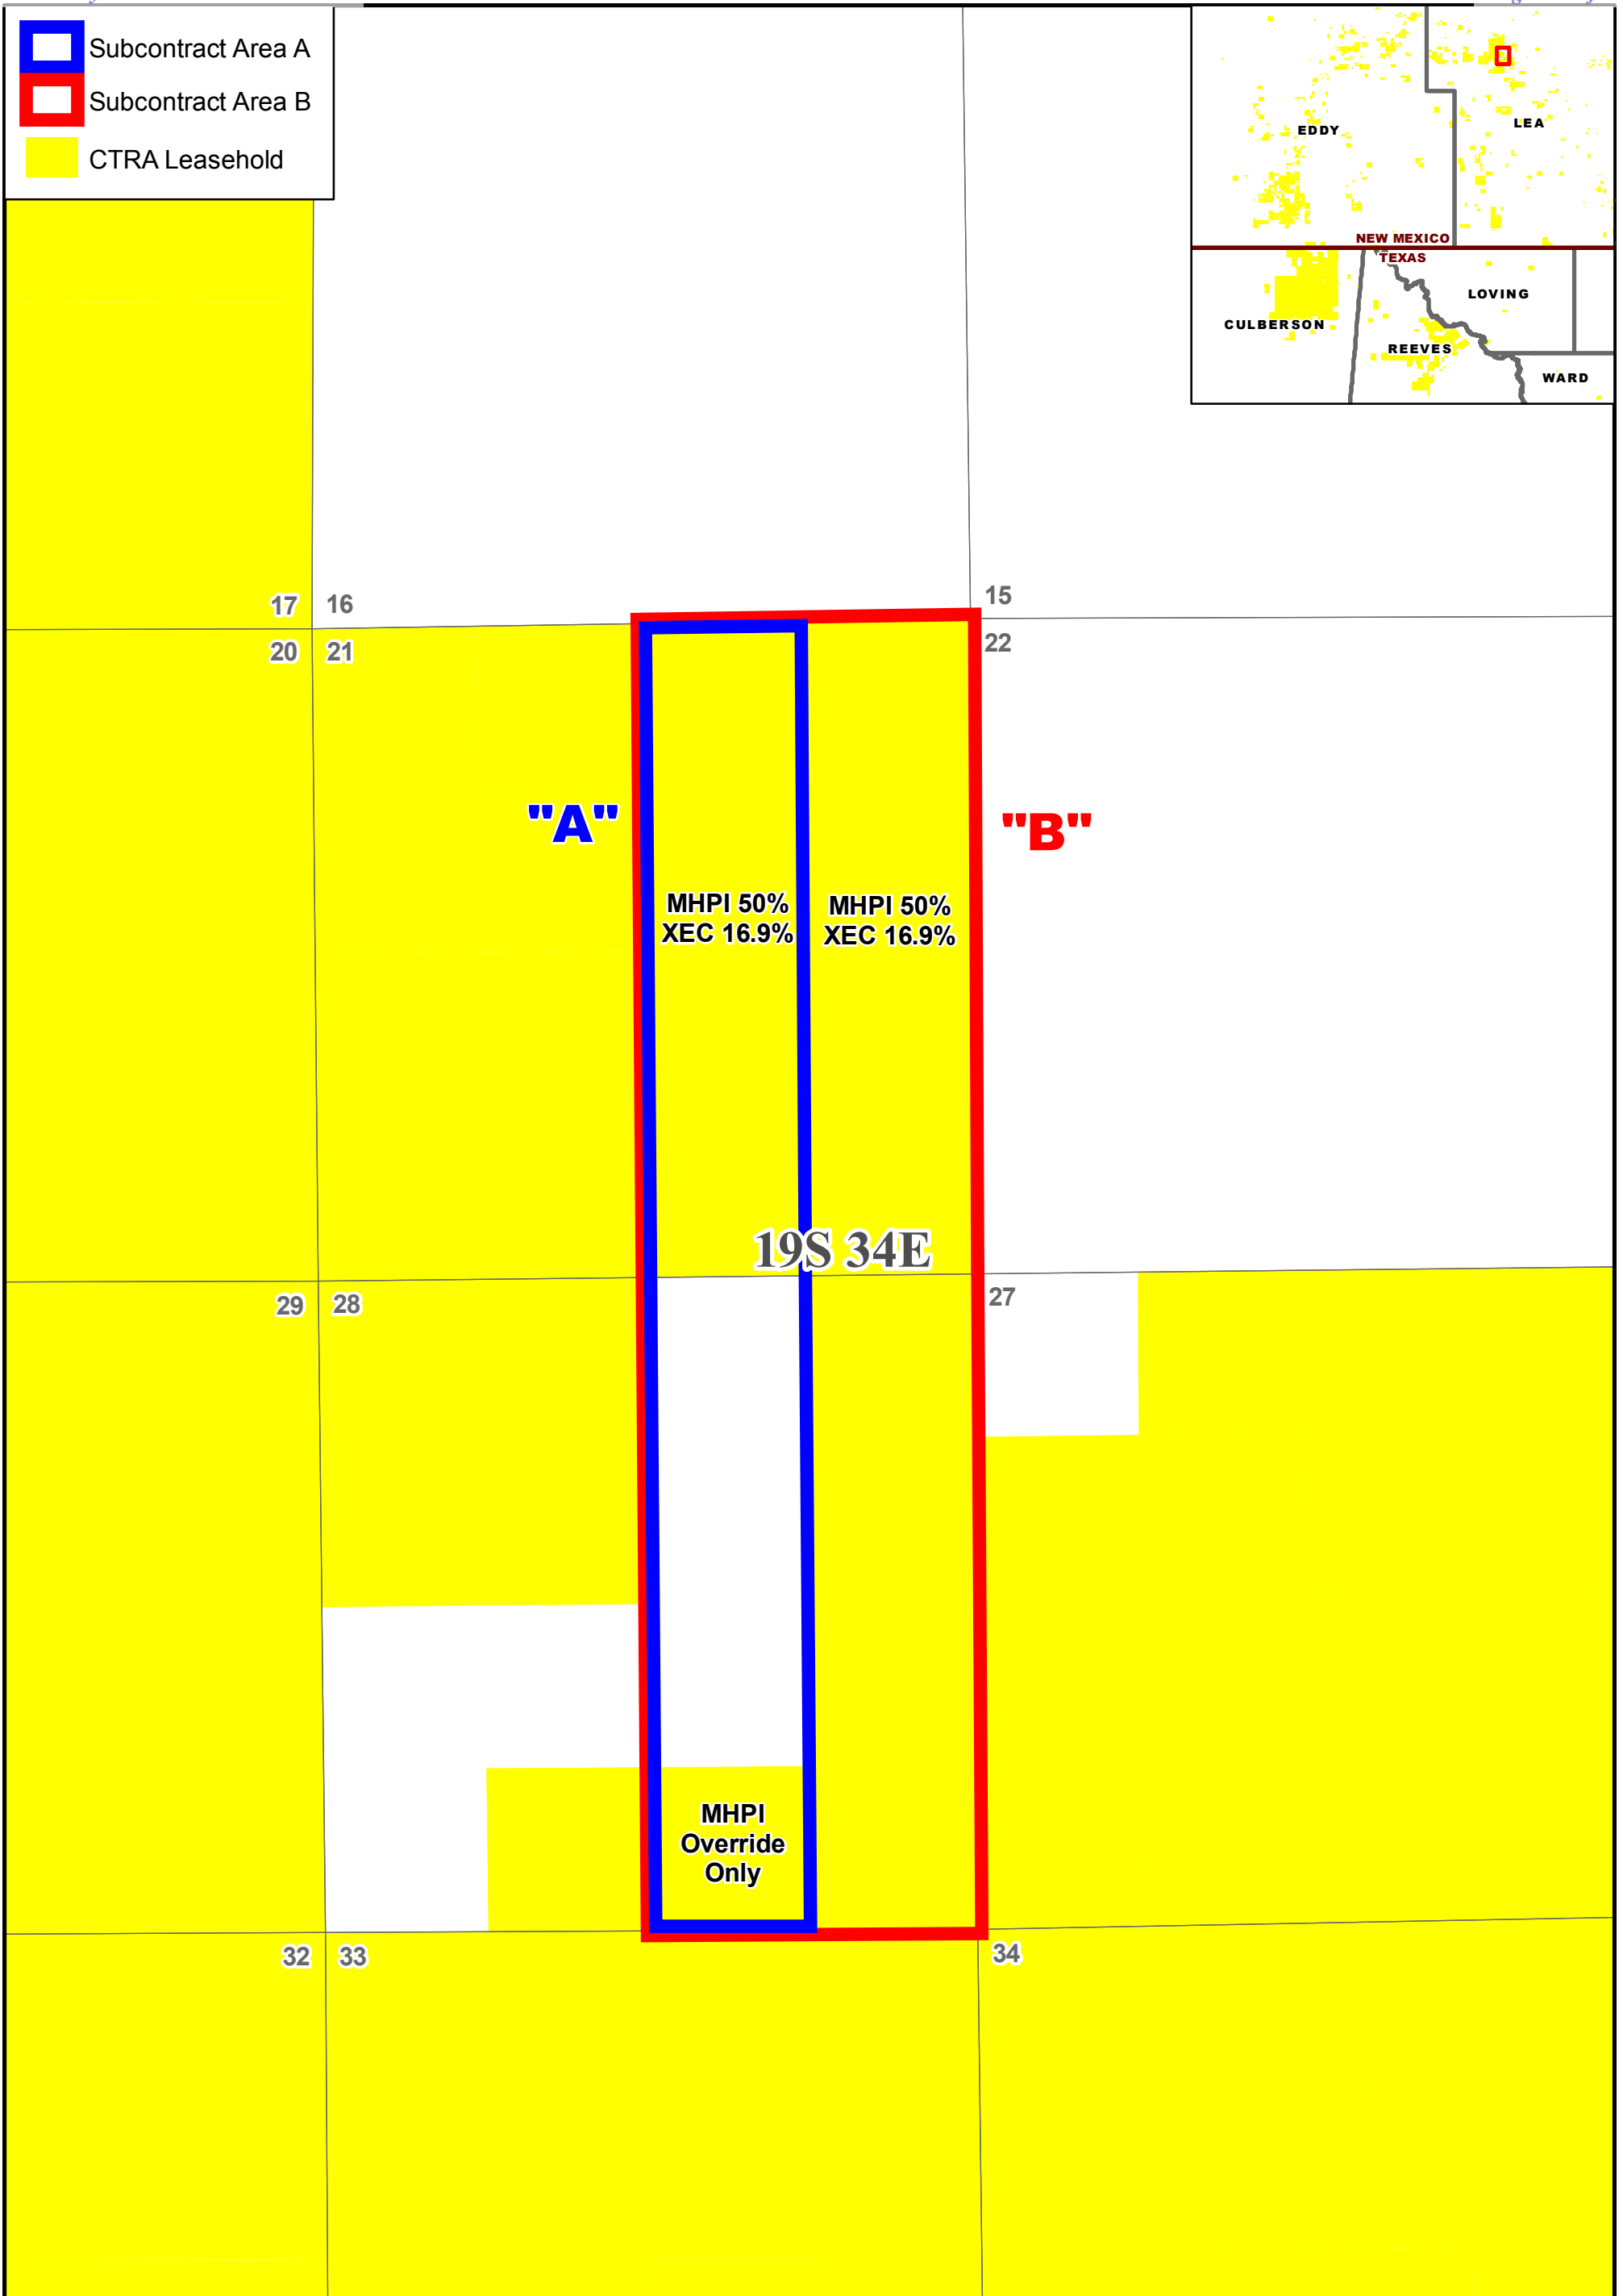 Subcontract Area A
Subcontract Area B
CTRA Leasehold
EDDY
LEA
NEW MEXICO
TEXAS
LOVING
CULBERSON
REEVES
WARD
17
16
15
20
21
22
"A"
"B"
MHPI 50%
XEC 16.9%
MHPI 50%
XEC 16.9%
19S 34E
29
28
27
MHPI
Override
Only
32
33
34